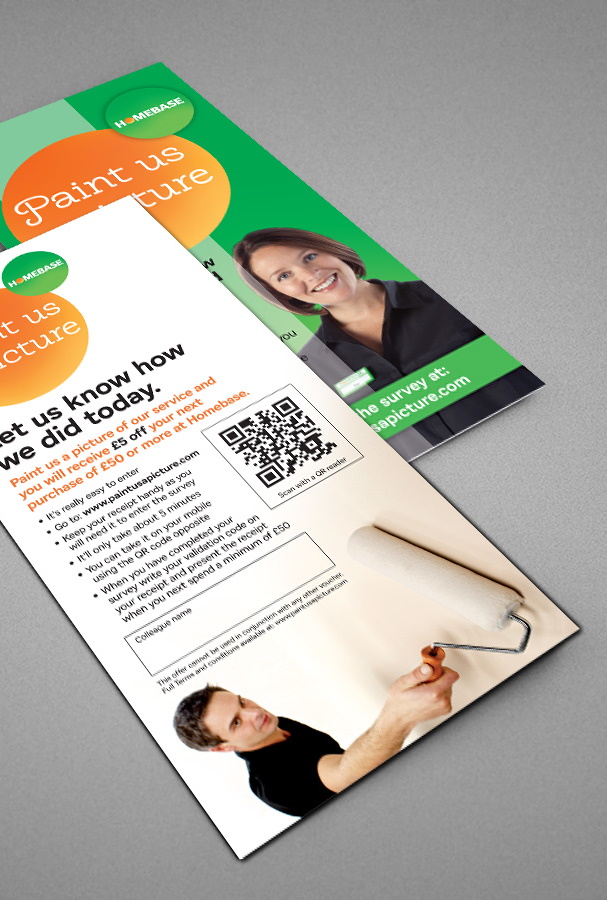 HOMEBASE
Paint us
ture
w
you
he survey at:
sapicture.com
HOMEBASE
t us
icture
et us know how
we did today.
Paint us a picture of our service and
you will receive £5 off your next
purchase of £50 or more at Homebase.
• It's really easy to enter
• Go to: www.paintusapicture.com
• Keep your receipt handy as you
will need it to enter the survey
• It'll only take about 5 minutes
• You can take it on your mobile
using the QR code opposite
• When you have completed your
survey write your validation code on
your receipt and present the receipt
when you next spend a minimum of £50
Scan with a QR reader
Colleague name
This offer cannot be used in conjunction with any other voucher.
Full Terms and conditions available at: www.paintusapicture.com